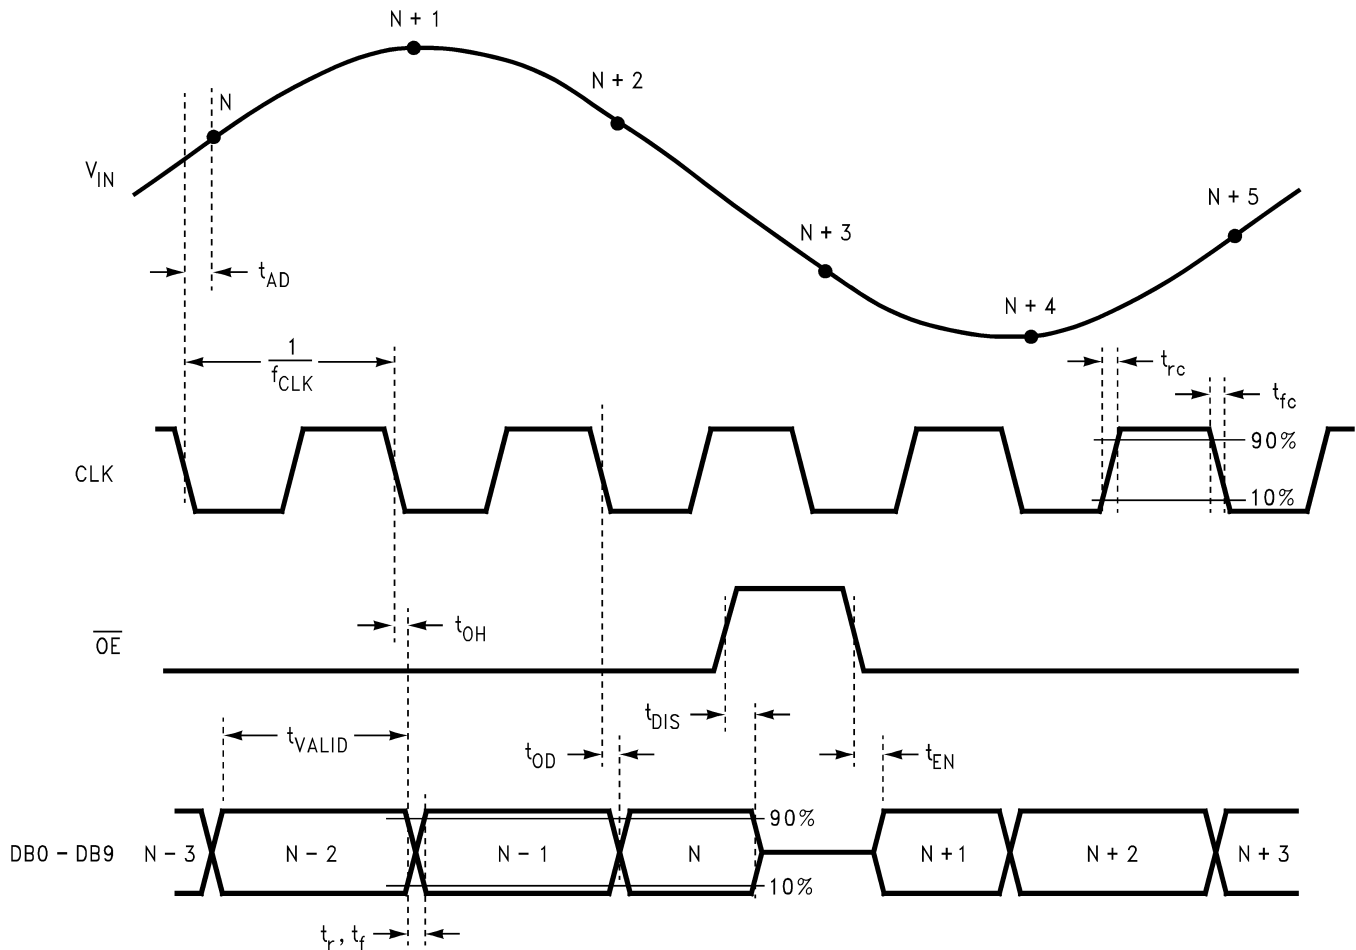 N + 1
N + 2
N
V_IN
N + 5
N + 3
t_AD
N + 4
1
f_CLK
t_rc
t_fc
90%
CLK
10%
t_OH
OE
t_DIS
t_VALID
t_OD
t_EN
90%
DB0 - DB9 N - 3 N - 2 N - 1 N N + 1 N + 2 N + 3
10%
t_r , t_f